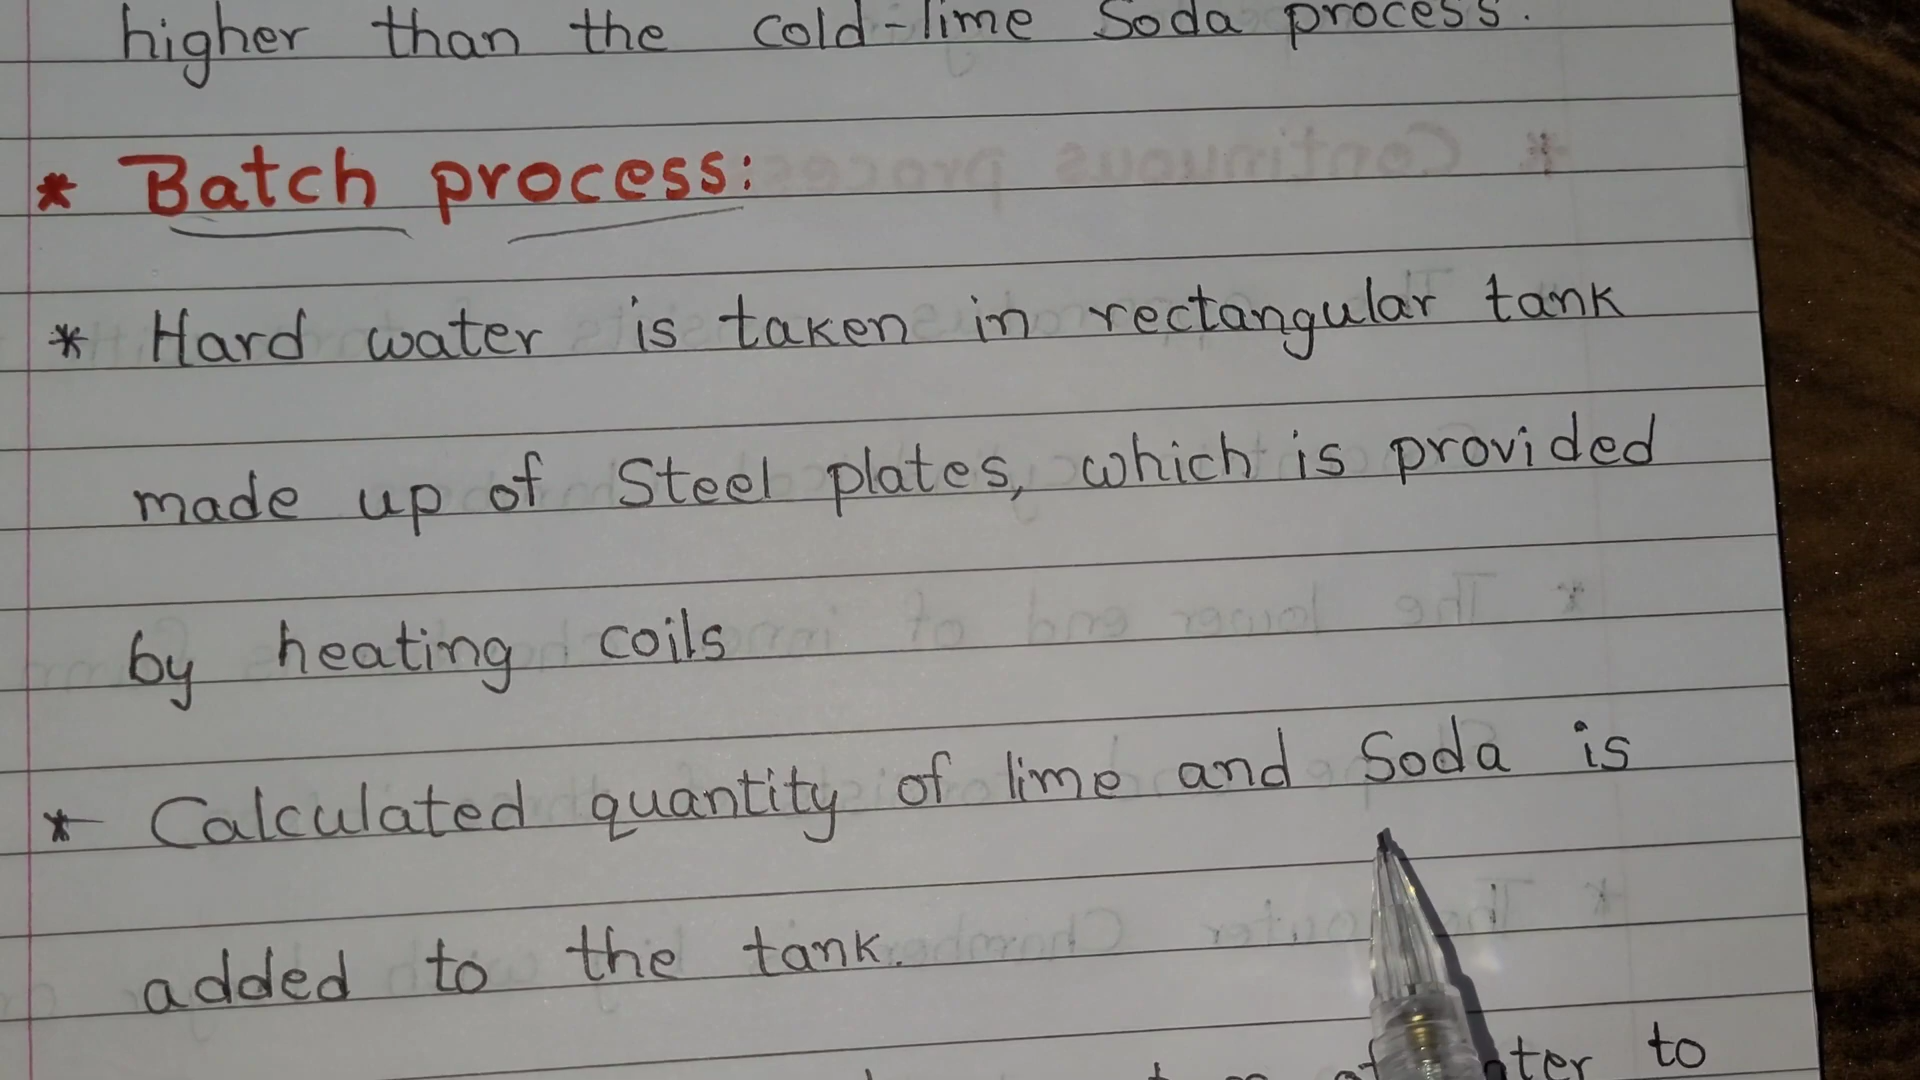 higher than the cold-lime Soda process.
* Batch process:
* Hard water is taken in rectangular tank
made up of Steel plates, which is provided
by heating coils
* Calculated quantity of lime and Soda is
added to the tank.
to